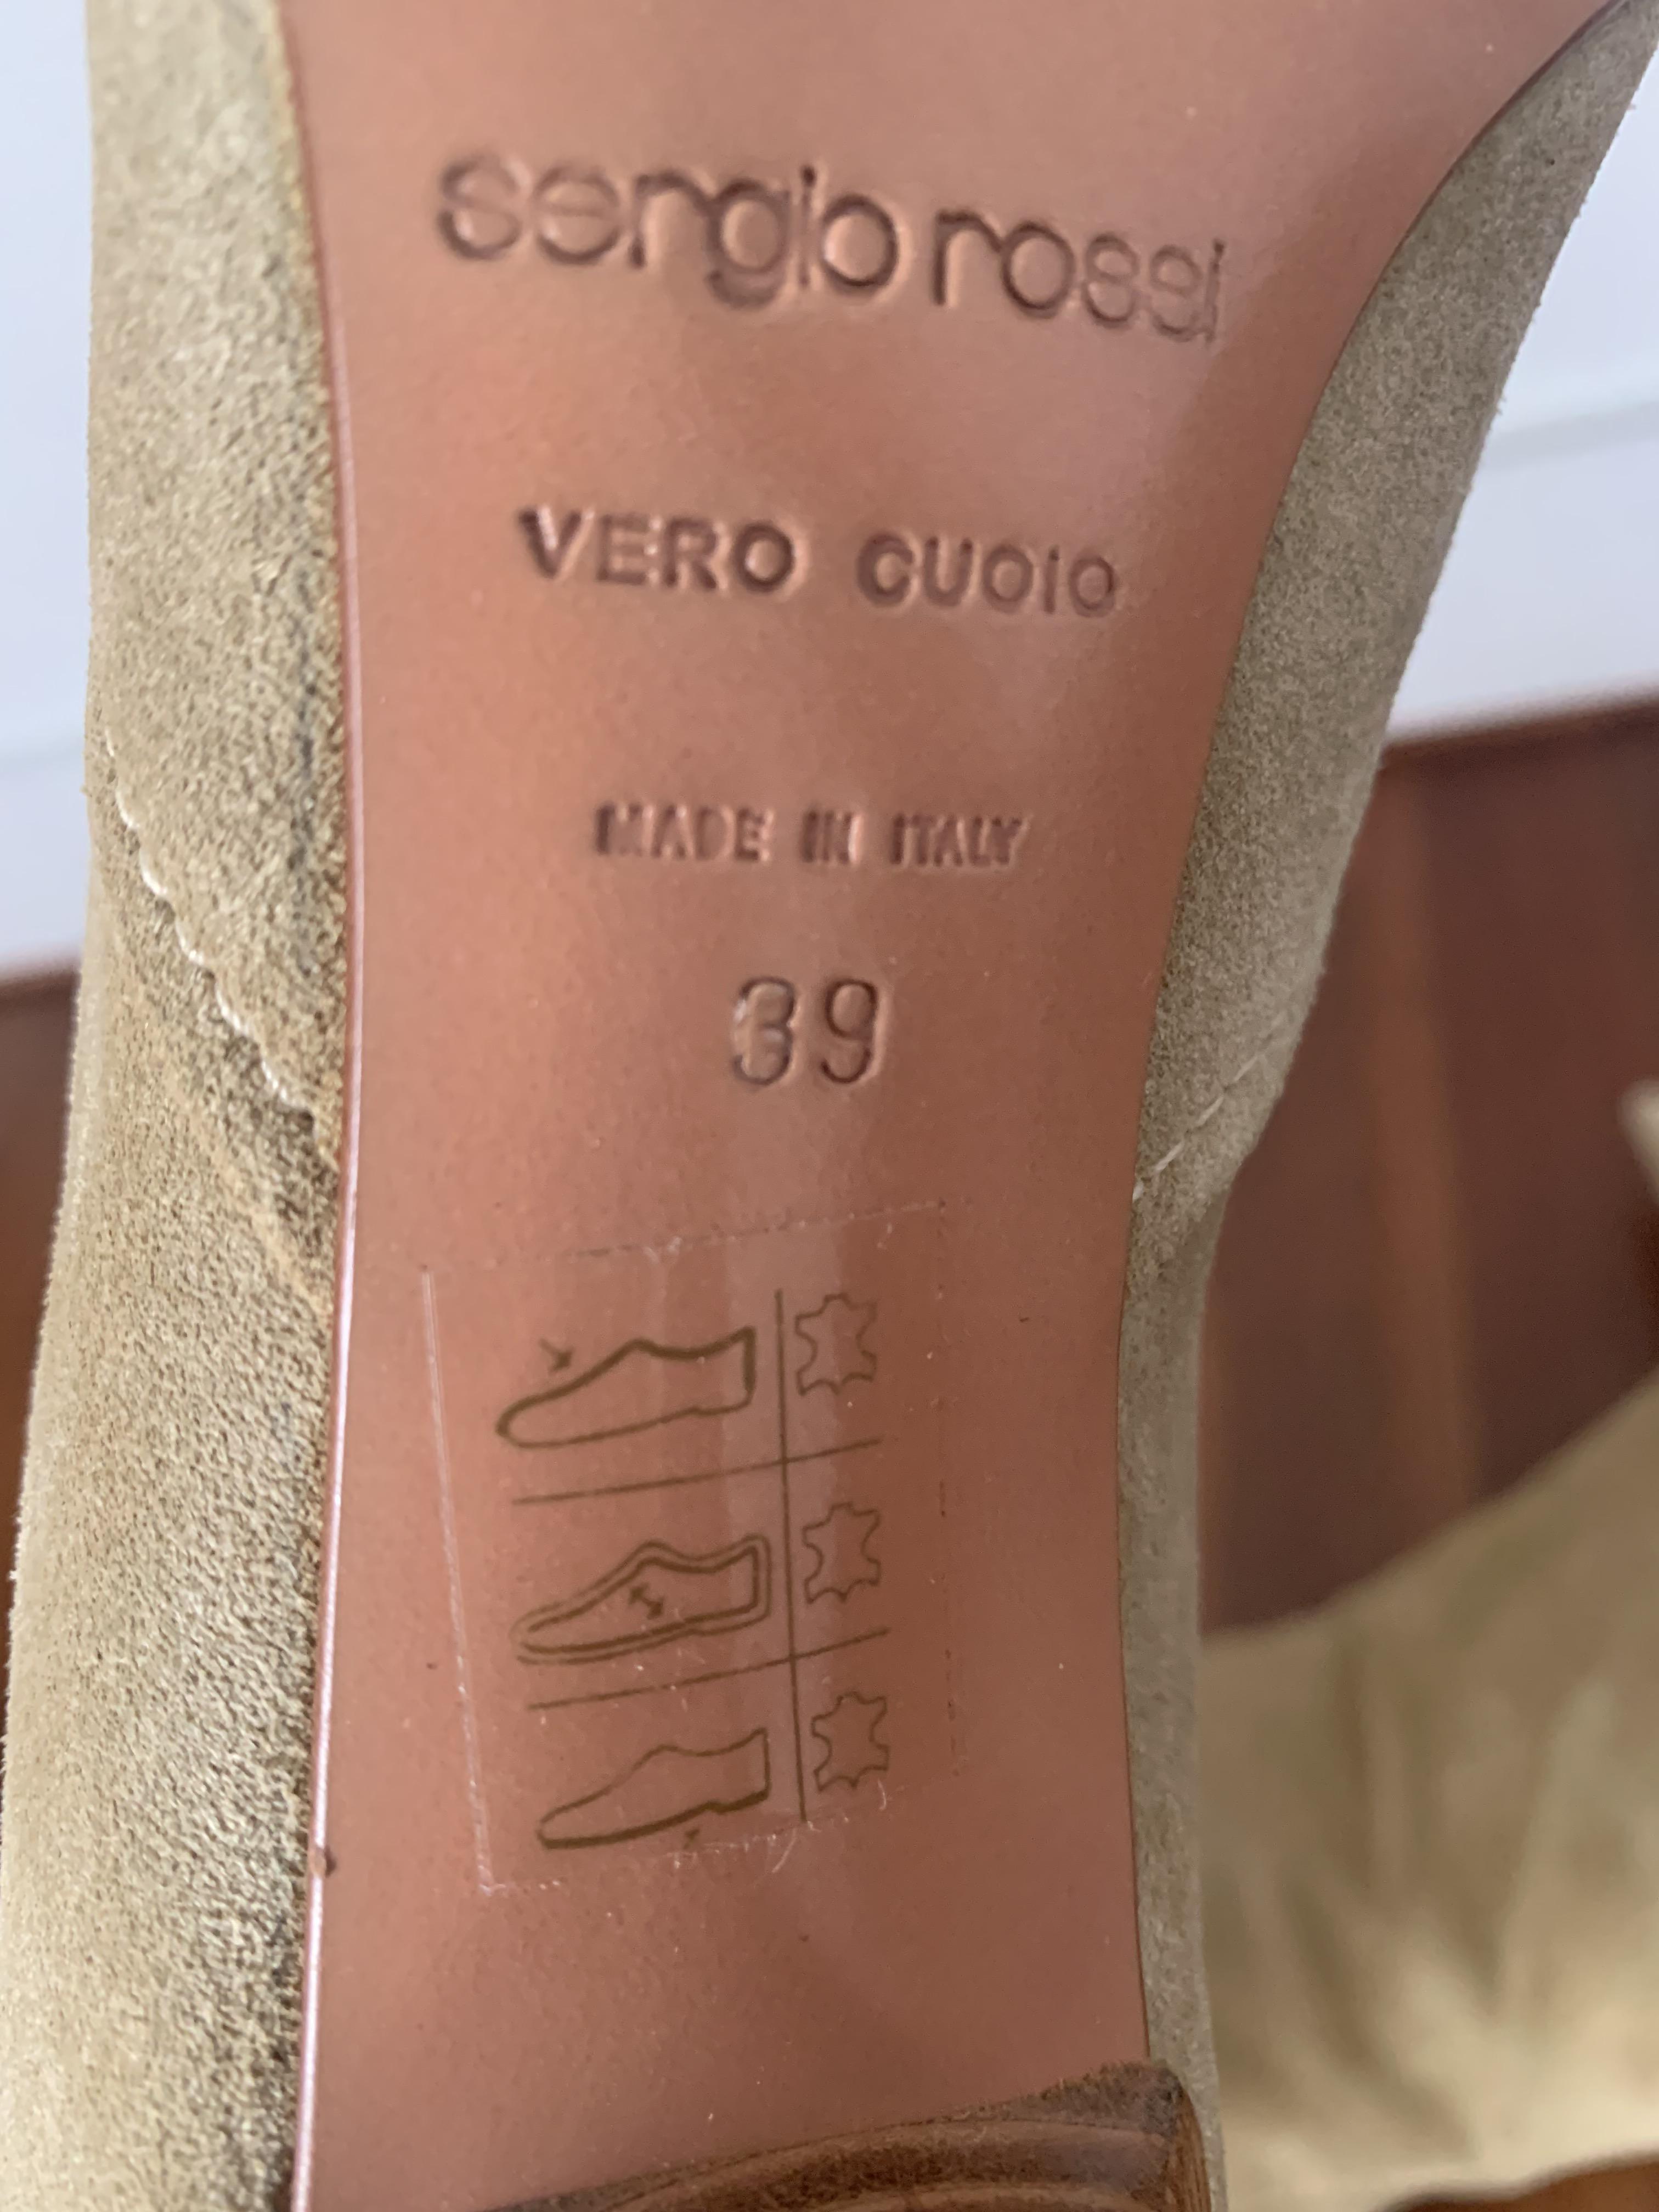 sergio rossi
VERO CUOIO
MADE IN ITALY
39